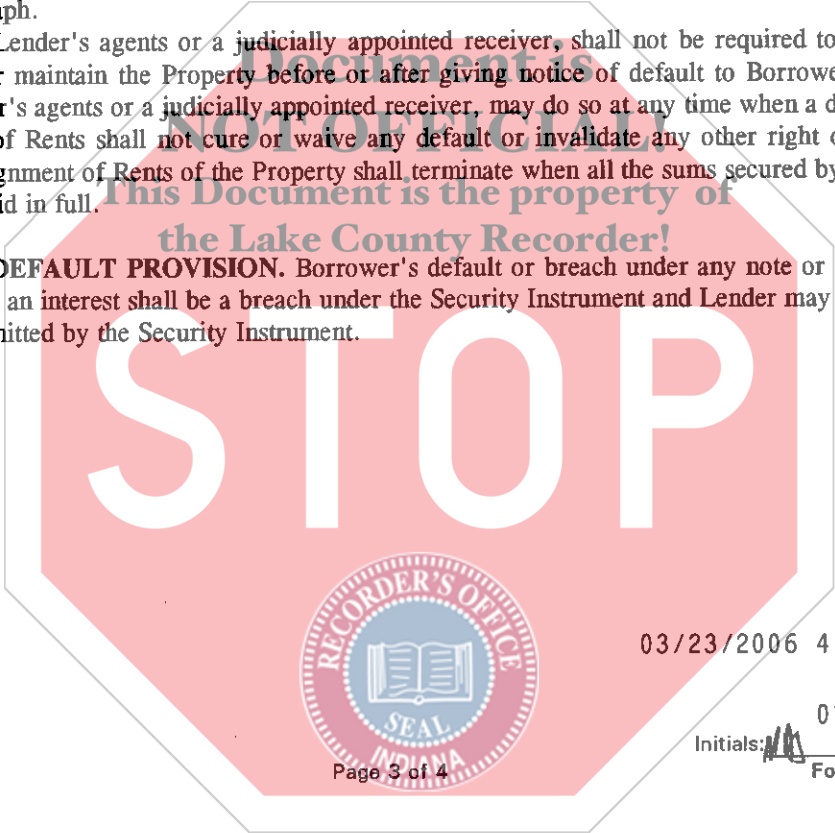 aph.
Lender's agents or a judicially appointed receiver, shall not be required to
r maintain the Property before or after giving notice of default to Borrowe
r's agents or a judicially appointed receiver, may do so at any time when a d
of Rents shall not cure or waive any default or invalidate any other right o
gnment of Rents of the Property shall terminate when all the sums secured by
id in full.
Document is
NOT OFFICIAL!
This Document is the property of
the Lake County Recorder!
DEFAULT PROVISION. Borrower's default or breach under any note or
an interest shall be a breach under the Security Instrument and Lender may
nitted by the Security Instrument.
STOP
RECORDER'S OFFICE
SEAL
INDIANA
03/23/2006 4
0
Initials:
Page 3 of 4
Fo